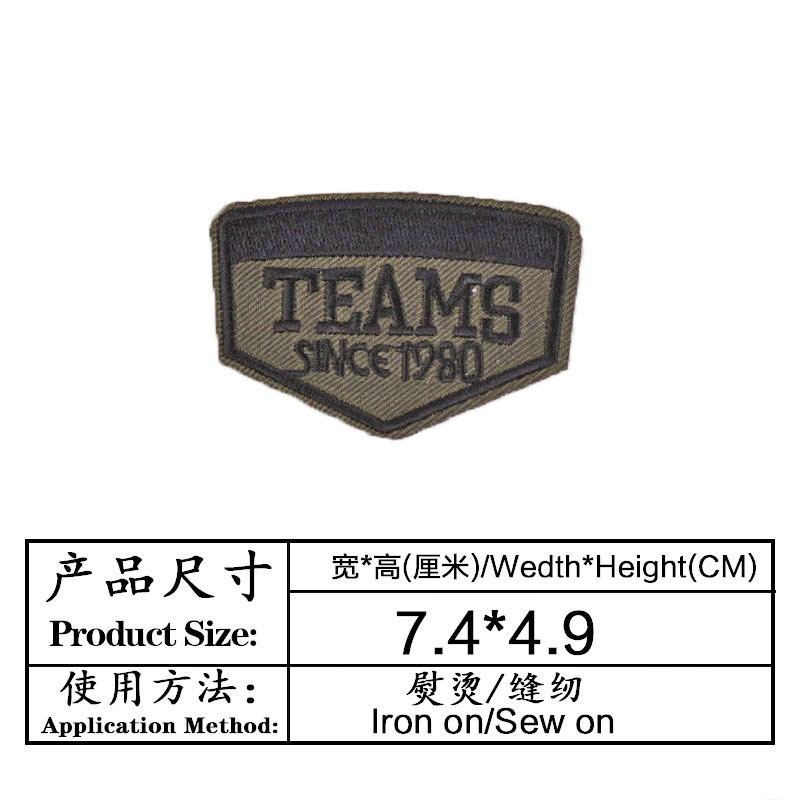 TEAMS
SINCE 1980
产品尺寸
Product Size:
宽*高(厘米)/Wedth*Height(CM)
7.4*4.9
使用方法：
Application Method:
熨烫/缝纫
Iron on/Sew on